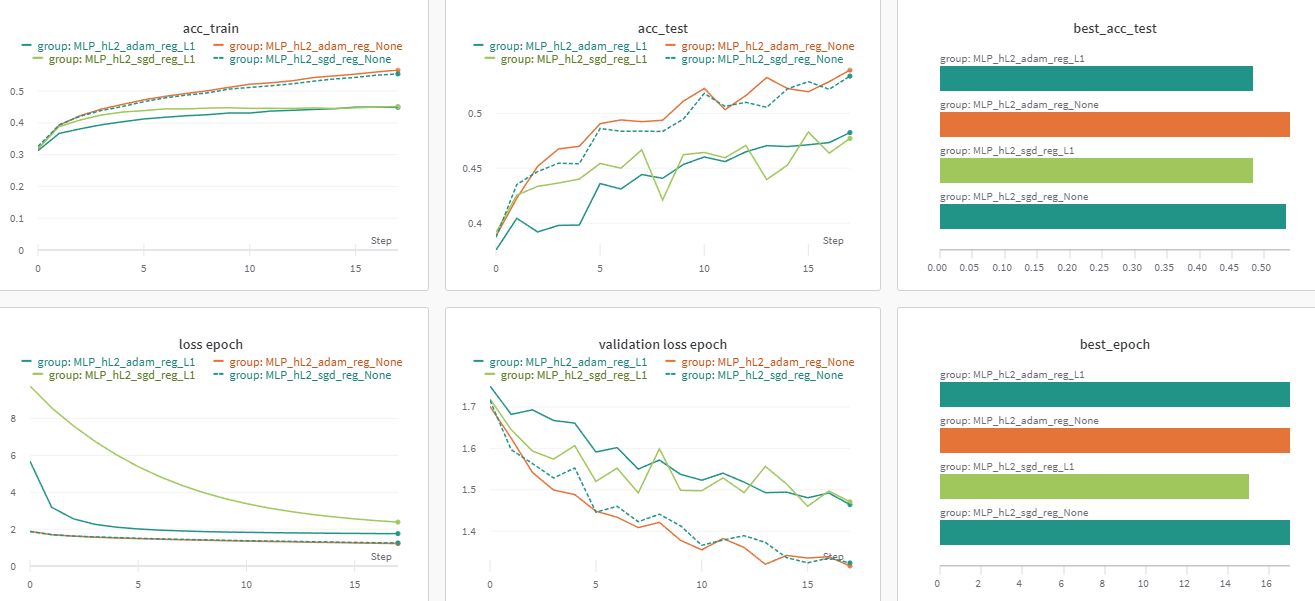 acc_train
group: MLP_hL2_adam_reg_L1 group: MLP_hL2_adam_reg_None
group: MLP_hL2_sgd_reg_L1 group: MLP_hL2_sgd_reg_None
0.5
0.4
0.3
0.2
0.1
0
Step
0 5 10 15
acc_test
group: MLP_hL2_adam_reg_L1 group: MLP_hL2_adam_reg_None
group: MLP_hL2_sgd_reg_L1 group: MLP_hL2_sgd_reg_None
0.5
0.45
0.4
Step
0 5 10 15
best_acc_test
group: MLP_hL2_adam_reg_L1
group: MLP_hL2_adam_reg_None
group: MLP_hL2_sgd_reg_L1
group: MLP_hL2_sgd_reg_None
0.00 0.05 0.10 0.15 0.20 0.25 0.30 0.35 0.40 0.45 0.50
loss epoch
group: MLP_hL2_adam_reg_L1 group: MLP_hL2_adam_reg_None
group: MLP_hL2_sgd_reg_L1 group: MLP_hL2_sgd_reg_None
8
6
4
2
0
Step
0 5 10 15
validation loss epoch
group: MLP_hL2_adam_reg_L1 group: MLP_hL2_adam_reg_None
group: MLP_hL2_sgd_reg_L1 group: MLP_hL2_sgd_reg_None
1.7
1.6
1.5
1.4
Step
0 5 10 15
best_epoch
group: MLP_hL2_adam_reg_L1
group: MLP_hL2_adam_reg_None
group: MLP_hL2_sgd_reg_L1
group: MLP_hL2_sgd_reg_None
0 2 4 6 8 10 12 14 16